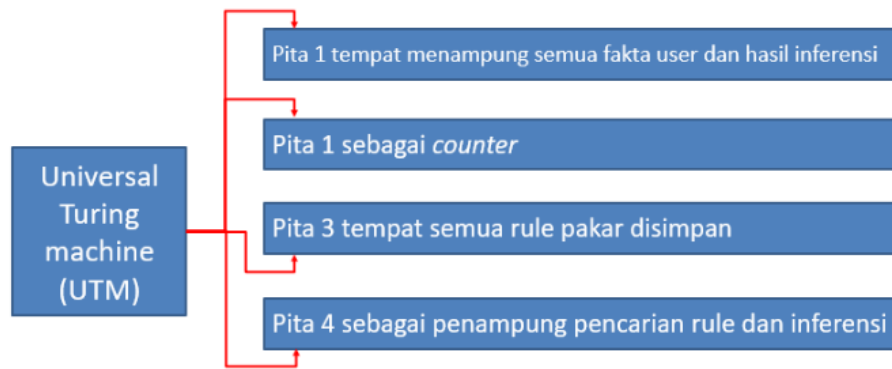 Pita 1 tempat menampung semua fakta user dan hasil inferensi
Pita 1 sebagai counter
Universal
Turing
machine
(UTM)
Pita 3 tempat semua rule pakar disimpan
Pita 4 sebagai penampung pencarian rule dan inferensi